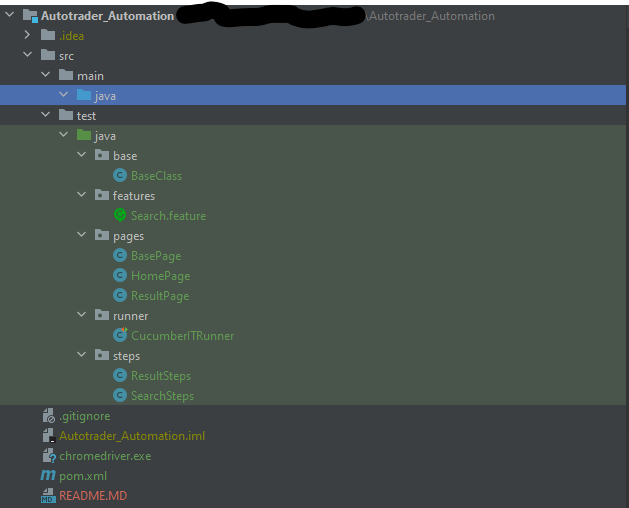 Autotrader_Automation \Autotrader_Automation
.idea
src
main
java
test
java
base
BaseClass
features
Search.feature
pages
BasePage
HomePage
ResultPage
runner
CucumberITRunner
steps
ResultSteps
SearchSteps
.gitignore
Autotrader_Automation.iml
chromedriver.exe
m pom.xml
MD README.MD